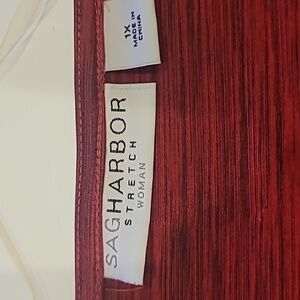 1X
MADE IN
CHINA
SAGHARBOR
STRETCH
WOMAN